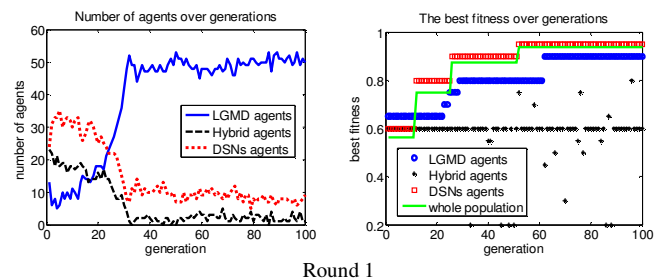 Number of agents over generations
60
50
40
30
20
10
0
0 20 40 60 80 100
number of agents
generation
LGMD agents
Hybrid agents
DSNs agents
The best fitness over generations
1
0.8
0.6
0.4
0.2
0 20 40 60 80 100
best fitness
generation
LGMD agents
Hybrid agents
DSNs agents
whole population
Round 1